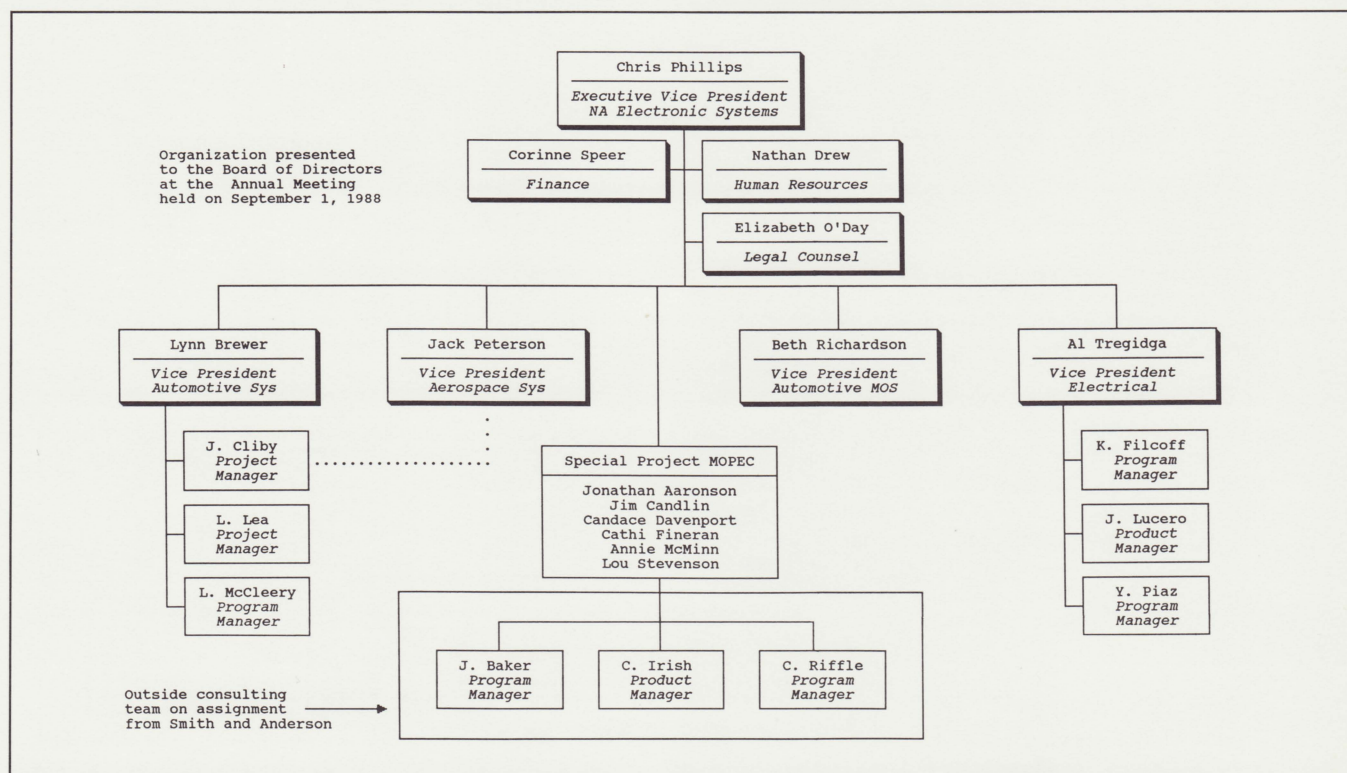 Chris Phillips
Executive Vice President
NA Electronic Systems
Organization presented
to the Board of Directors
at the Annual Meeting
held on September 1, 1988
Corinne Speer
Finance
Nathan Drew
Human Resources
Elizabeth O'Day
Legal Counsel
Lynn Brewer
Vice President
Automotive Sys
Jack Peterson
Vice President
Aerospace Sys
Beth Richardson
Vice President
Automotive MOS
Al Tregidga
Vice President
Electrical
J. Cliby
Project
Manager
L. Lea
Project
Manager
L. McCleery
Program
Manager
Special Project MOPEC
Jonathan Aaronson
Jim Candlin
Candace Davenport
Cathi Fineran
Annie McMinn
Lou Stevenson
K. Filcoff
Program
Manager
J. Lucero
Product
Manager
Y. Piaz
Program
Manager
J. Baker
Program
Manager
C. Irish
Product
Manager
C. Riffle
Program
Manager
Outside consulting
team on assignment
from Smith and Anderson